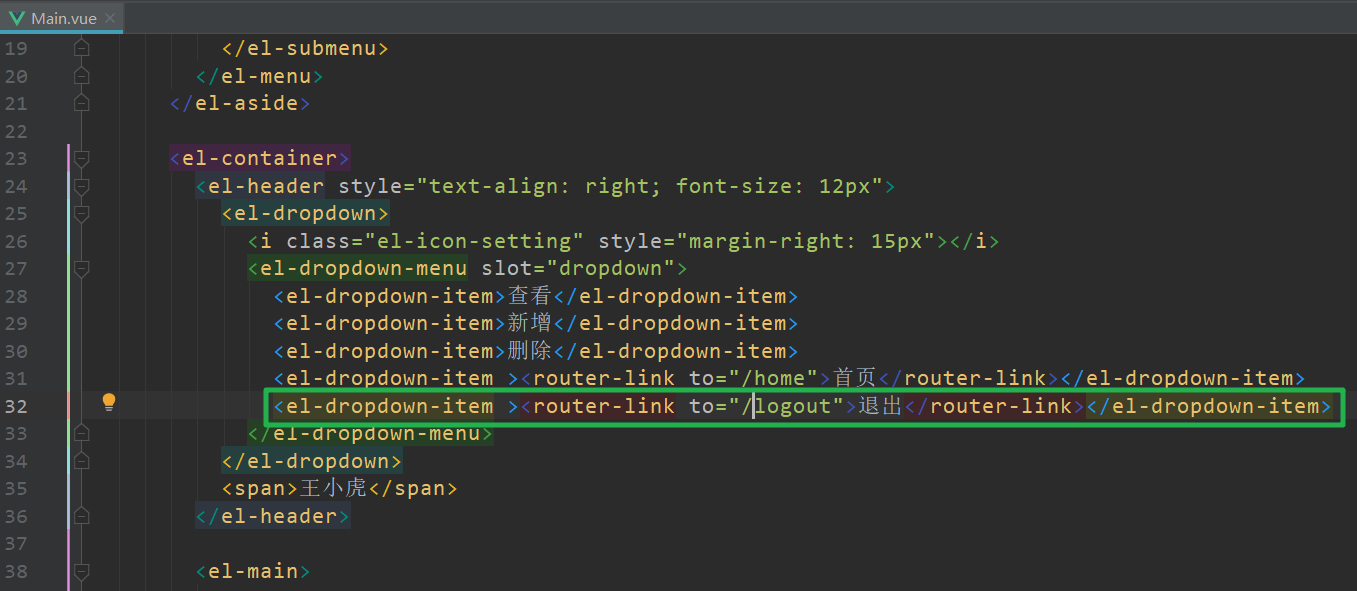 Main.vue
19 </el-submenu>
20 </el-menu>
21 </el-aside>
22
23 <el-container>
24 <el-header style="text-align: right; font-size: 12px">
25 <el-dropdown>
26 <i class="el-icon-setting" style="margin-right: 15px"></i>
27 <el-dropdown-menu slot="dropdown">
28 <el-dropdown-item>查看</el-dropdown-item>
29 <el-dropdown-item>新增</el-dropdown-item>
30 <el-dropdown-item>删除</el-dropdown-item>
31 <el-dropdown-item ><router-link to="/home">首页</router-link></el-dropdown-item>
32 <el-dropdown-item ><router-link to="/logout">退出</router-link></el-dropdown-item>
33 </el-dropdown-menu>
34 </el-dropdown>
35 <span>王小虎</span>
36 </el-header>
37
38 <el-main>